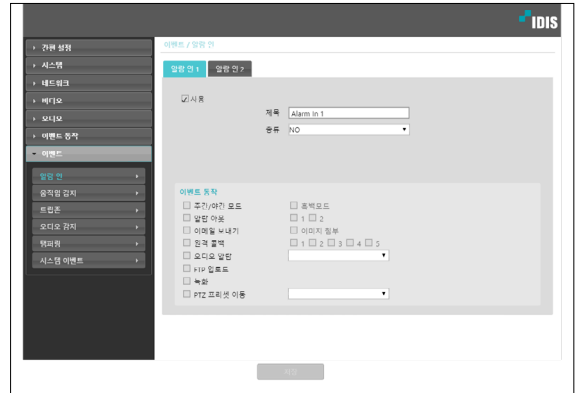 IDIS
간편 설정
시스템
네트워크
비디오
오디오
이벤트 동작
이벤트
알람 인
움직임 감지
트립존
오디오 감지
탬퍼링
시스템 이벤트
이벤트 / 알람 인
알람 인 1 알람 인 2
사용
제목 Alarm In 1
종류 NO
이벤트 동작
주간/야간 모드 흑백모드
알람 아웃 1 2
이메일 보내기 이미지 첨부
원격 콜백 1 2 3 4 5
오디오 알람
FTP 업로드
녹화
PTZ 프리셋 이동